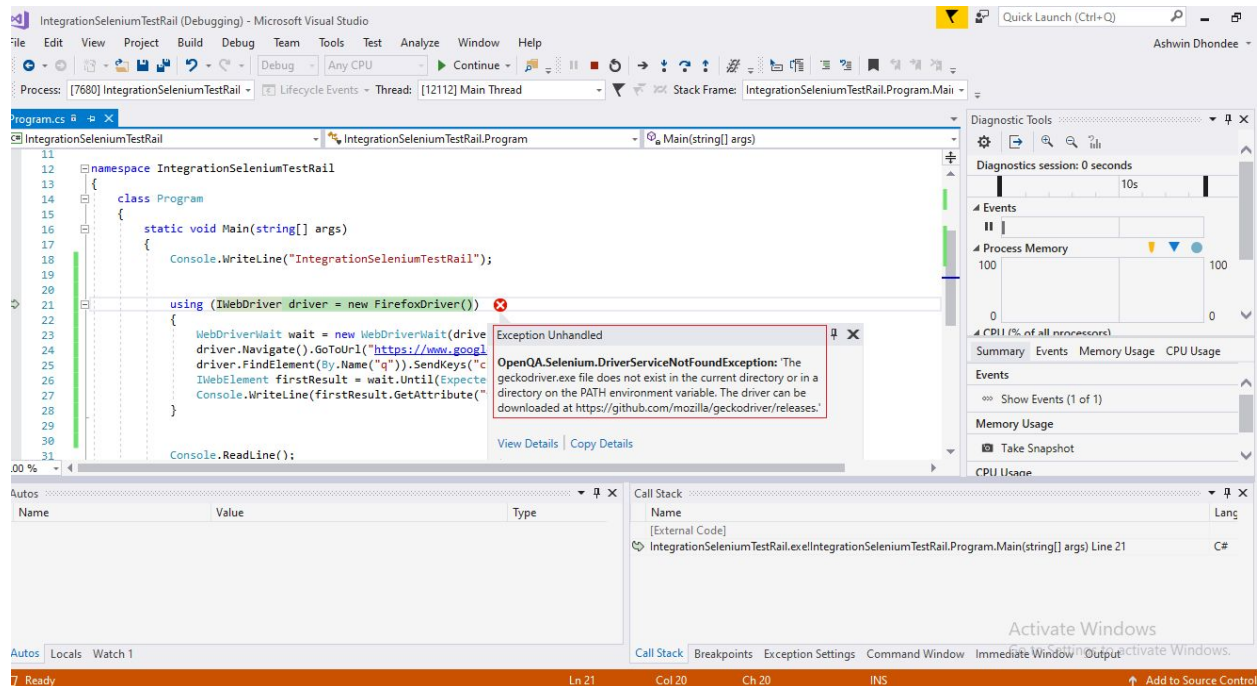 IntegrationSeleniumTestRail (Debugging) - Microsoft Visual Studio
Quick Launch (Ctrl+Q)
File Edit View Project Build Debug Team Tools Test Analyze Window Help
Ashwin Dhondee
Debug Any CPU Continue
Process: [7680] IntegrationSeleniumTestRail Lifecycle Events Thread: [12112] Main Thread Stack Frame: IntegrationSeleniumTestRail.Program.Mai
Program.cs
IntegrationSeleniumTestRail IntegrationSeleniumTestRail.Program Main(string[] args)
11
12 namespace IntegrationSeleniumTestRail
13 {
14 class Program
15 {
16 static void Main(string[] args)
17 {
18 Console.WriteLine("IntegrationSeleniumTestRail");
19
20
21 using (IWebDriver driver = new FirefoxDriver())
22 {
23 WebDriverWait wait = new WebDriverWait(drive
24 driver.Navigate().GoToUrl("https://www.googl
25 driver.FindElement(By.Name("q")).SendKeys("c
26 IWebElement firstResult = wait.Until(Expecte
27 Console.WriteLine(firstResult.GetAttribute("
28 }
29
30
31 Console.ReadLine();
Exception Unhandled
OpenQA.Selenium.DriverServiceNotFoundException: 'The
geckodriver.exe file does not exist in the current directory or in a
directory on the PATH environment variable. The driver can be
downloaded at https://github.com/mozilla/geckodriver/releases.'
View Details Copy Details
.00 %
Diagnostic Tools
Diagnostics session: 0 seconds
10s
Events
Process Memory
100 100
0 0
CPU (% of all processors)
Summary Events Memory Usage CPU Usage
Events
Show Events (1 of 1)
Memory Usage
Take Snapshot
CPU Usage
Autos
Name Value Type
Call Stack
Name Lang
[External Code]
IntegrationSeleniumTestRail.exe!IntegrationSeleniumTestRail.Program.Main(string[] args) Line 21 C#
Activate Windows
Go to Settings to activate Windows.
Autos Locals Watch 1
Call Stack Breakpoints Exception Settings Command Window Immediate Window Output
Ready Ln 21 Col 20 Ch 20 INS Add to Source Control